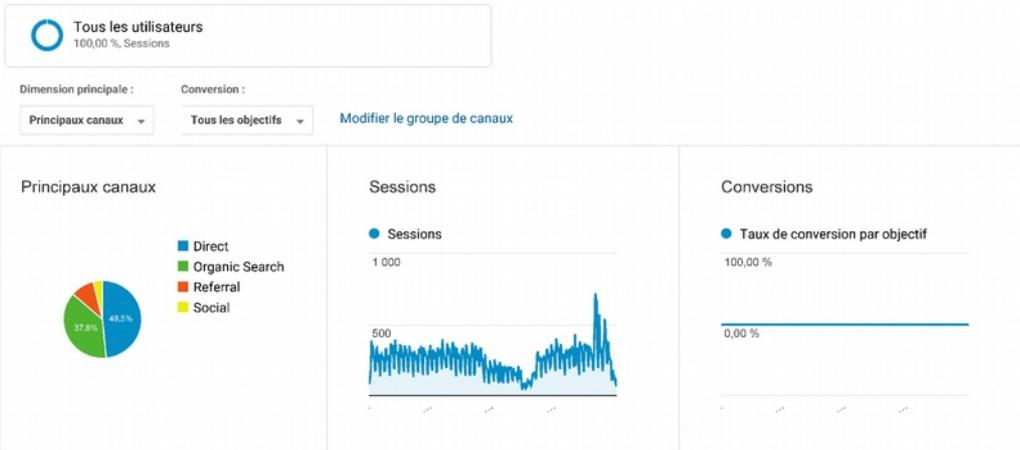 Tous les utilisateurs
100,00 %, Sessions
Dimension principale :
Conversion :
Principaux canaux
Tous les objectifs
Modifier le groupe de canaux
Principaux canaux
Direct
Organic Search
Referral
Social
48,5%
37,8%
Sessions
Sessions
1 000
500
Conversions
Taux de conversion par objectif
100,00 %
0,00 %